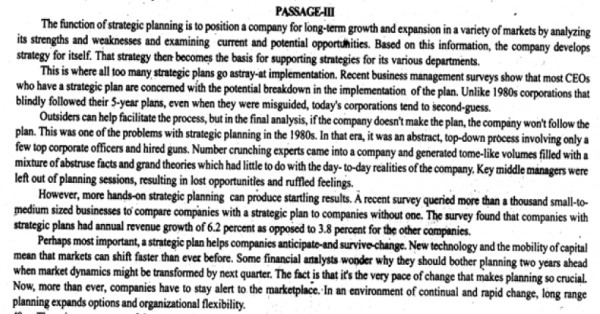 PASSAGE-III
The function of strategic planning is to position a company for long-term growth and expansion in a variety of markets by analyzing
its strengths and weaknesses and examining current and potential opportunities. Based on this information, the company develops
strategy for itself. That strategy then becomes the basis for supporting strategies for its various departments.
This is where all too many strategic plans go astray-at implementation. Recent business management surveys show that most CEOs
who have a strategic plan are concerned with the potential breakdown in the implementation of the plan. Unlike 1980s corporations that
blindly followed their 5-year plans, even when they were misguided, today's corporations tend to second-guess.
Outsiders can help facilitate the process, but in the final analysis, if the company doesn't make the plan, the company won't follow the
plan. This was one of the problems with strategic planning in the 1980s. In that era, it was an abstract, top-down process involving only a
few top corporate officers and hired guns. Number crunching experts came into a company and generated tome-like volumes filled with a
mixture of abstruse facts and grand theories which had little to do with the day- to-day realities of the company. Key middle managers were
left out of planning sessions, resulting in lost opportunities and ruffled feelings.
However, more hands-on strategic planning can produce startling results. A recent survey queried more than a thousand small-to-
medium sized businesses to compare companies with a strategic plan to companies without one. The survey found that companies with
strategic plans had annual revenue growth of 6.2 percent as opposed to 3.8 percent for the other companies.
Perhaps most important, a strategic plan helps companies anticipate-and survive-change. New technology and the mobility of capital
mean that markets can shift faster than ever before. Some financial analysts wonder why they should bother planning two years ahead
when market dynamics might be transformed by next quarter. The fact is that it's the very pace of change that makes planning so crucial.
Now, more than ever, companies have to stay alert to the marketplace. In an environment of continual and rapid change, long range
planning expands options and organizational flexibility.